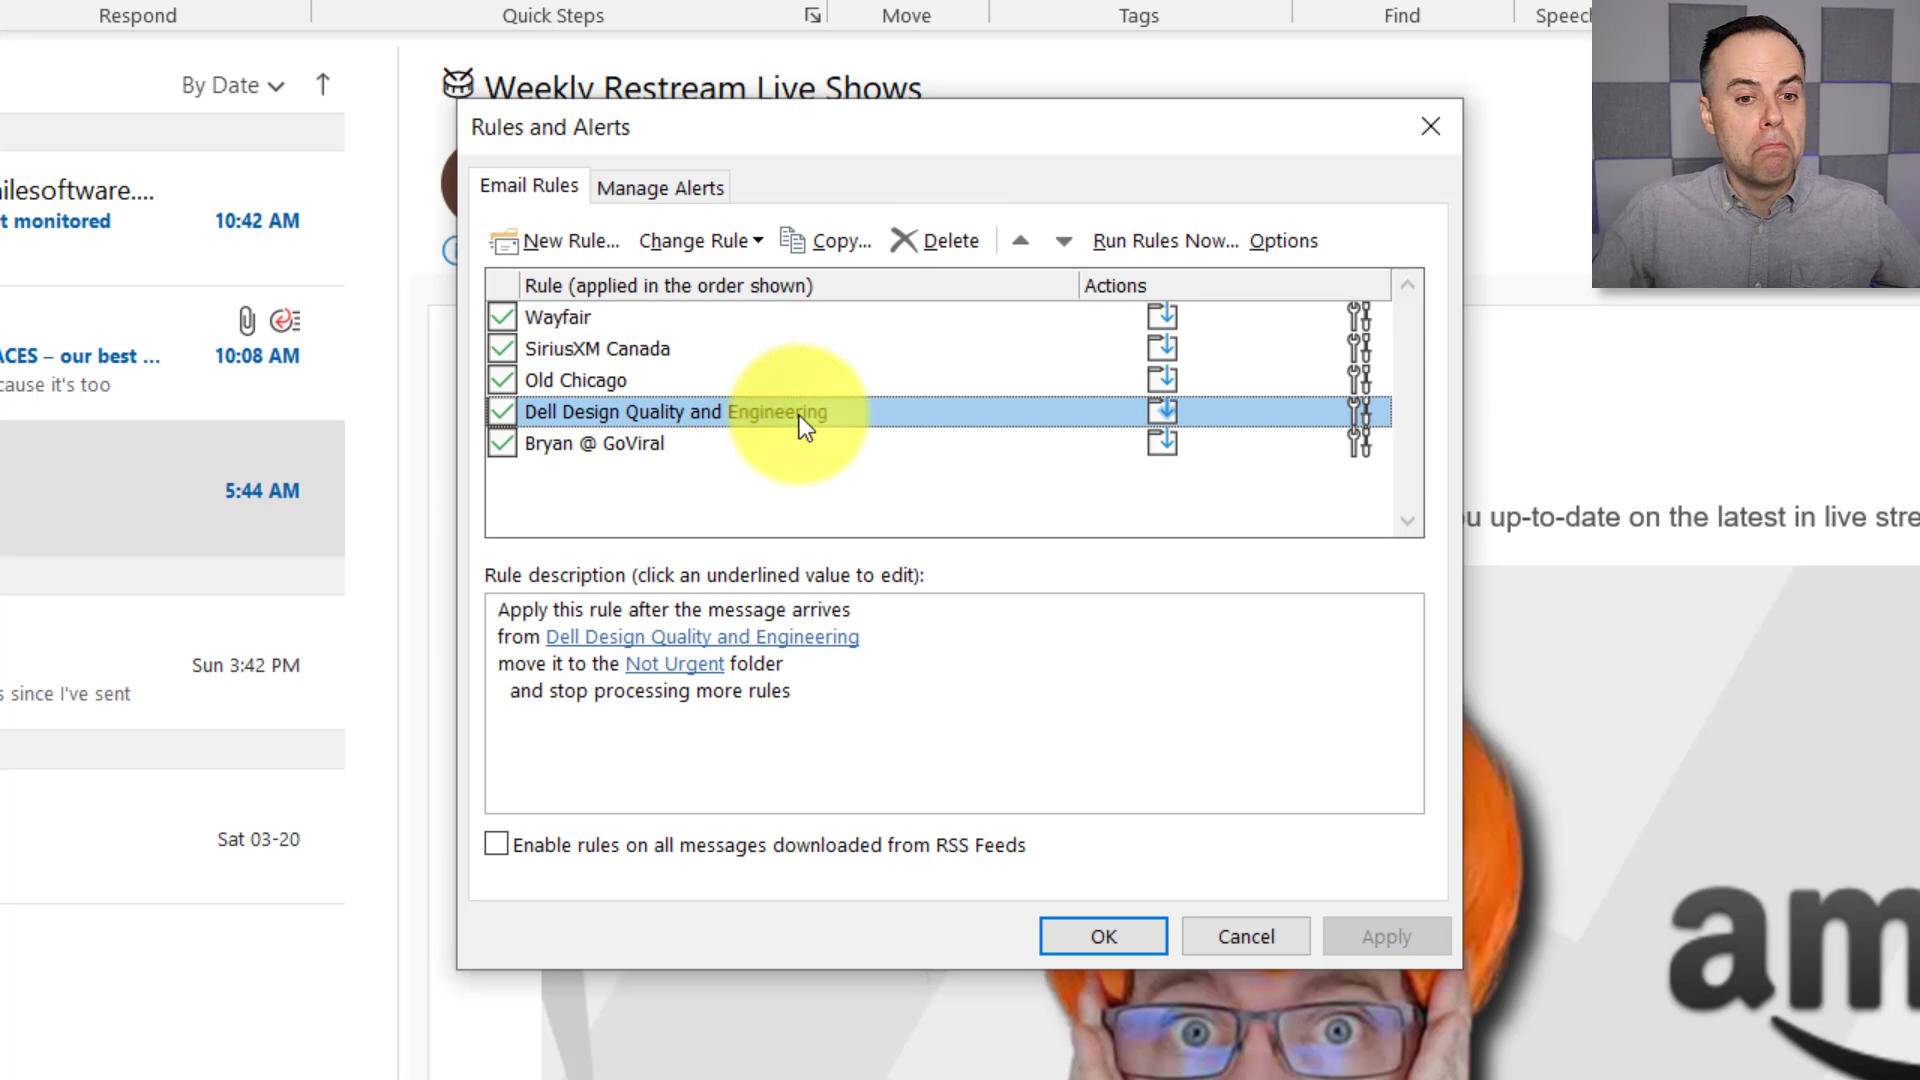 Respond
Quick Steps
Move
Tags
Find
Speec
By Date
Weekly Restream Live Shows
ilesoftware....
t monitored
10:42 AM
ACES – our best ...
10:08 AM
cause it's too
5:44 AM
Sun 3:42 PM
s since I've sent
Sat 03-20
Rules and Alerts
Email Rules
Manage Alerts
New Rule...
Change Rule
Copy...
Delete
Run Rules Now...
Options
Rule (applied in the order shown)
Actions
Wayfair
SiriusXM Canada
Old Chicago
Dell Design Quality and Engineering
Bryan @ GoViral
Rule description (click an underlined value to edit):
Apply this rule after the message arrives
from Dell Design Quality and Engineering
move it to the Not Urgent folder
and stop processing more rules
Enable rules on all messages downloaded from RSS Feeds
OK
Cancel
Apply
u up-to-date on the latest in live stre
am